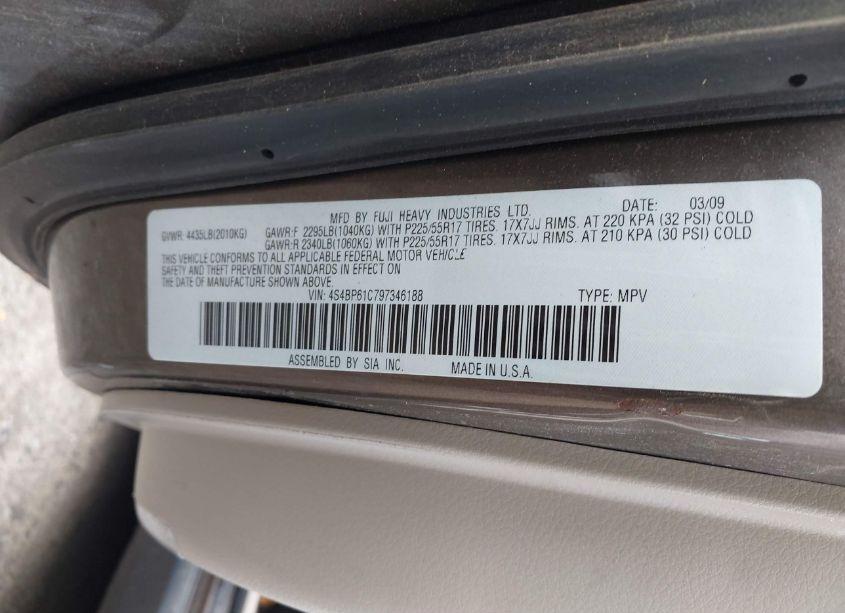 MFD BY FUJI HEAVY INDUSTRIES LTD. DATE: 03/09
GVWR: 4435LB(2010KG) GAWR:F 2295LB(1040KG) WITH P225/55R17 TIRES. 17X7JJ RIMS. AT 220 KPA (32 PSI) COLD
GAWR:R 2340LB(1060KG) WITH P225/55R17 TIRES. 17X7JJ RIMS. AT 210 KPA (30 PSI) COLD
THIS VEHICLE CONFORMS TO ALL APPLICABLE FEDERAL MOTOR VEHICLE
SAFETY AND THEFT PREVENTION STANDARDS IN EFFECT ON
THE DATE OF MANUFACTURE SHOWN ABOVE.
VIN: 4S4BP61C797346188 TYPE: MPV
ASSEMBLED BY SIA INC. MADE IN U.S.A.